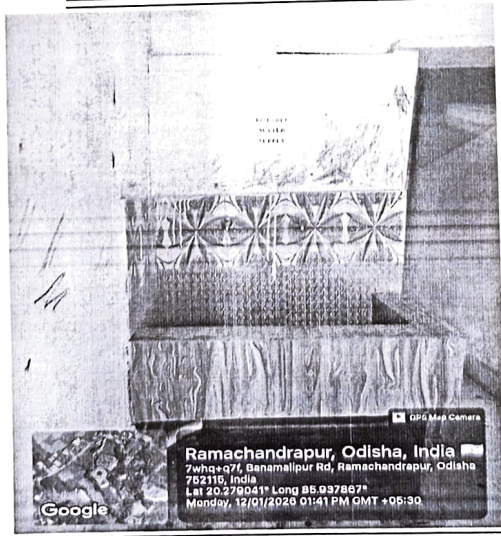 WATER
SUPPLY
GPS Map Camera
Ramachandrapur, Odisha, India
7whq+q7f, Banamalipur Rd, Ramachandrapur, Odisha
752115, India
Lat 20.279041° Long 85.937867°
Monday, 12/01/2026 01:41 PM GMT +05:30
Google